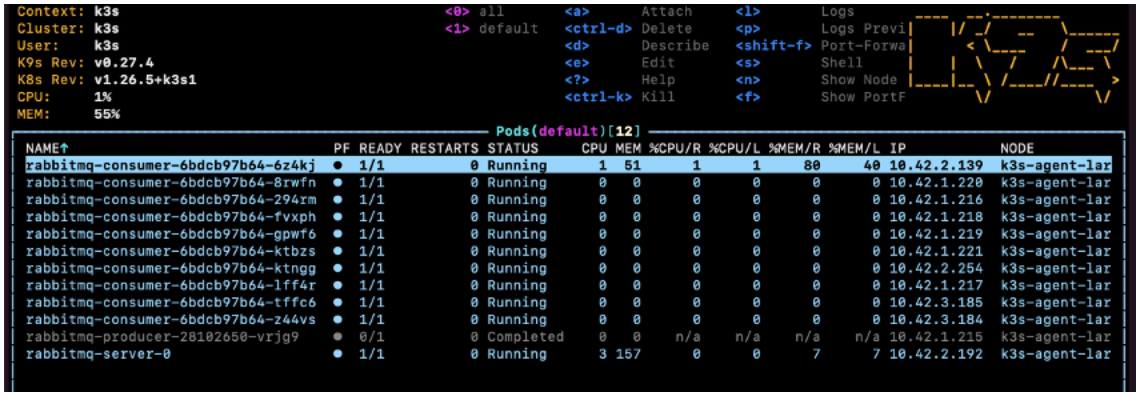 Context: k3s <0> all <a> Attach <l> Logs
Cluster: k3s <1> default <ctrl-d> Delete <p> Logs Previ
User: k3s <d> Describe <shift-f> Port-Forwa
K9s Rev: v0.27.4 <e> Edit <s> Shell
K8s Rev: v1.26.5+k3s1 <?> Help <n> Show Node
CPU: 1% <ctrl-k> Kill <f> Show PortF
MEM: 55%
Pods(default)[12]
NAME↑ PF READY RESTARTS STATUS CPU MEM %CPU/R %CPU/L %MEM/R %MEM/L IP NODE
rabbitmq-consumer-6bdcb97b64-6z4kj ● 1/1 0 Running 1 51 1 1 80 40 10.42.2.139 k3s-agent-lar
rabbitmq-consumer-6bdcb97b64-8rwfn ● 1/1 0 Running 0 0 0 0 0 0 10.42.1.220 k3s-agent-lar
rabbitmq-consumer-6bdcb97b64-294rm ● 1/1 0 Running 0 0 0 0 0 0 10.42.1.216 k3s-agent-lar
rabbitmq-consumer-6bdcb97b64-fvxph ● 1/1 0 Running 0 0 0 0 0 0 10.42.1.218 k3s-agent-lar
rabbitmq-consumer-6bdcb97b64-gpwf6 ● 1/1 0 Running 0 0 0 0 0 0 10.42.1.219 k3s-agent-lar
rabbitmq-consumer-6bdcb97b64-ktbzs ● 1/1 0 Running 0 0 0 0 0 0 10.42.1.221 k3s-agent-lar
rabbitmq-consumer-6bdcb97b64-ktngg ● 1/1 0 Running 0 0 0 0 0 0 10.42.2.254 k3s-agent-lar
rabbitmq-consumer-6bdcb97b64-lff4r ● 1/1 0 Running 0 0 0 0 0 0 10.42.1.217 k3s-agent-lar
rabbitmq-consumer-6bdcb97b64-tffc6 ● 1/1 0 Running 0 0 0 0 0 0 10.42.3.185 k3s-agent-lar
rabbitmq-consumer-6bdcb97b64-z44vs ● 1/1 0 Running 0 0 0 0 0 0 10.42.3.184 k3s-agent-lar
rabbitmq-producer-28102650-vrjg9 ● 0/1 0 Completed 0 0 n/a n/a n/a n/a 10.42.1.215 k3s-agent-lar
rabbitmq-server-0 ● 1/1 0 Running 3 157 0 0 7 7 10.42.2.192 k3s-agent-lar